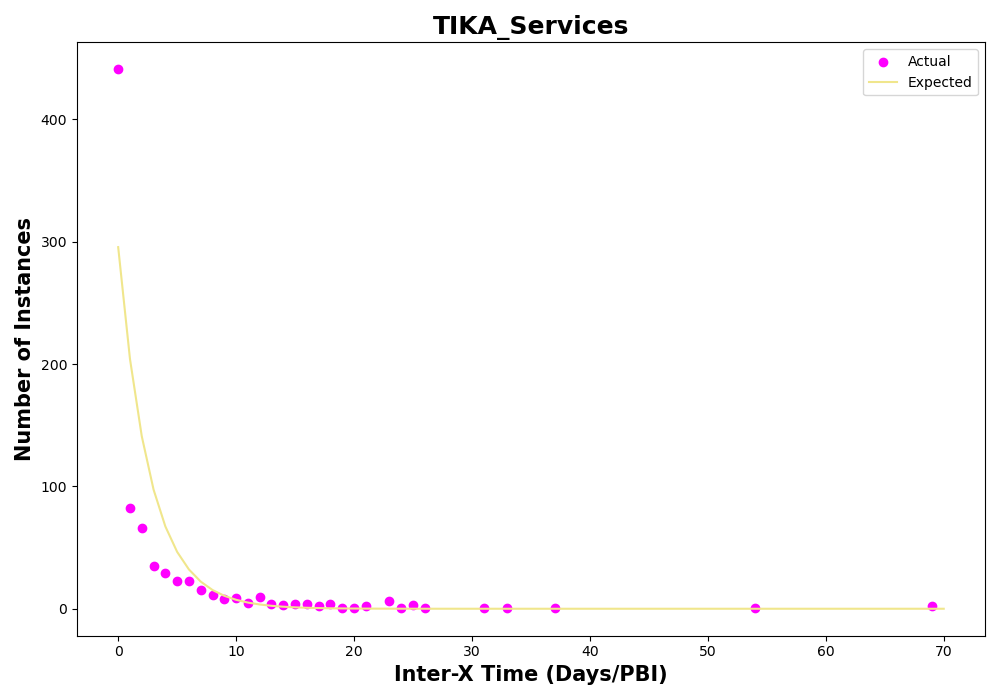 TIKA_Services
Actual
Expected
400
300
200
100
0
Number of Instances
0 10 20 30 40 50 60 70
Inter-X Time (Days/PBI)